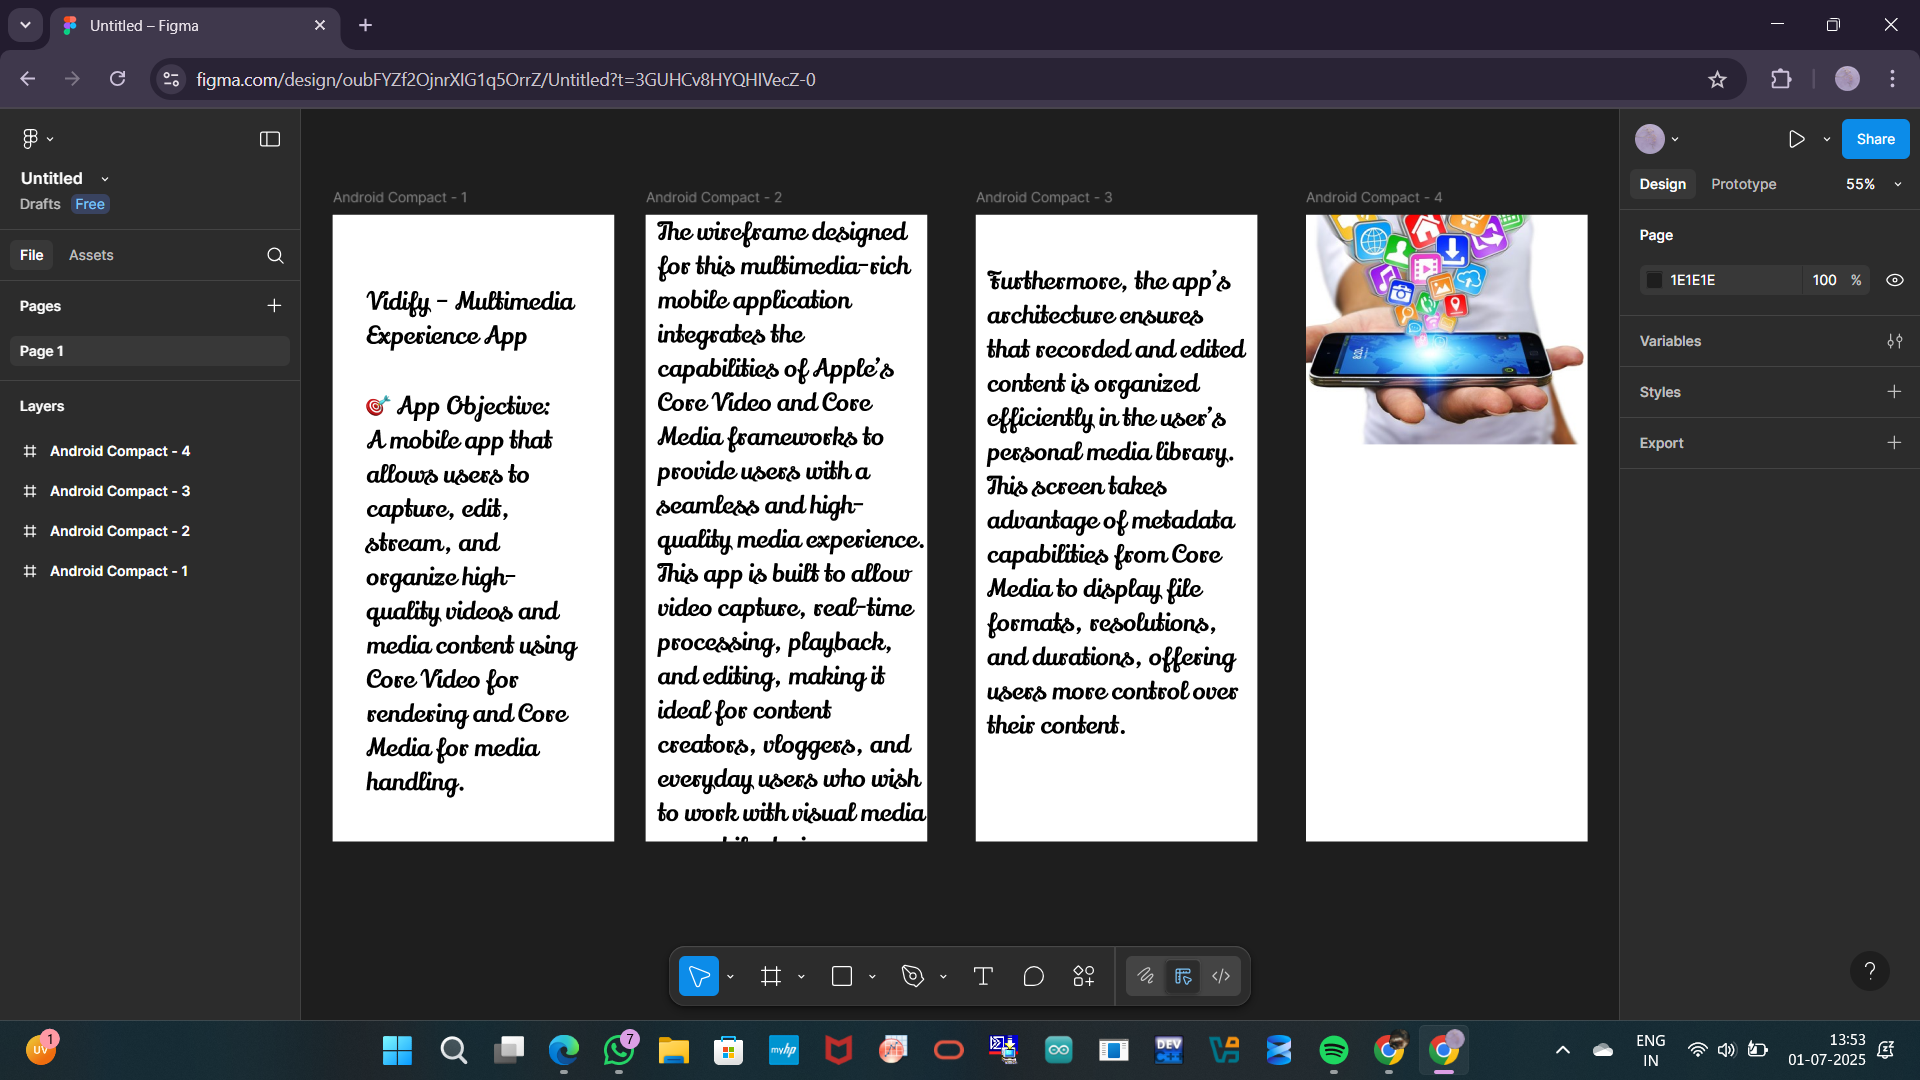 Untitled – Figma
figma.com/design/oubFYZf2OjnrXIG1q5OrrZ/Untitled?t=3GUHCv8HYQHIVecZ-0
Untitled
Drafts Free
File Assets
Pages
Page 1
Layers
Android Compact - 4
Android Compact - 3
Android Compact - 2
Android Compact - 1
Android Compact - 1
Vidify – Multimedia
Experience App
🎯 App Objective:
A mobile app that
allows users to
capture, edit,
stream, and
organize high-
quality videos and
media content using
Core Video for
rendering and Core
Media for media
handling.
Android Compact - 2
The wireframe designed
for this multimedia-rich
mobile application
integrates the
capabilities of Apple’s
Core Video and Core
Media frameworks to
provide users with a
seamless and high-
quality media experience.
This app is built to allow
video capture, real-time
processing, playback,
and editing, making it
ideal for content
creators, vloggers, and
everyday users who wish
to work with visual media
Android Compact - 3
Furthermore, the app’s
architecture ensures
that recorded and edited
content is organized
efficiently in the user’s
personal media library.
This screen takes
advantage of metadata
capabilities from Core
Media to display file
formats, resolutions,
and durations, offering
users more control over
their content.
Android Compact - 4
Share
Design Prototype 55%
Page
1E1E1E 100 %
Variables
Styles
Export
?
1
UV
7
myhp
DEV
ENG
IN
13:53
01-07-2025